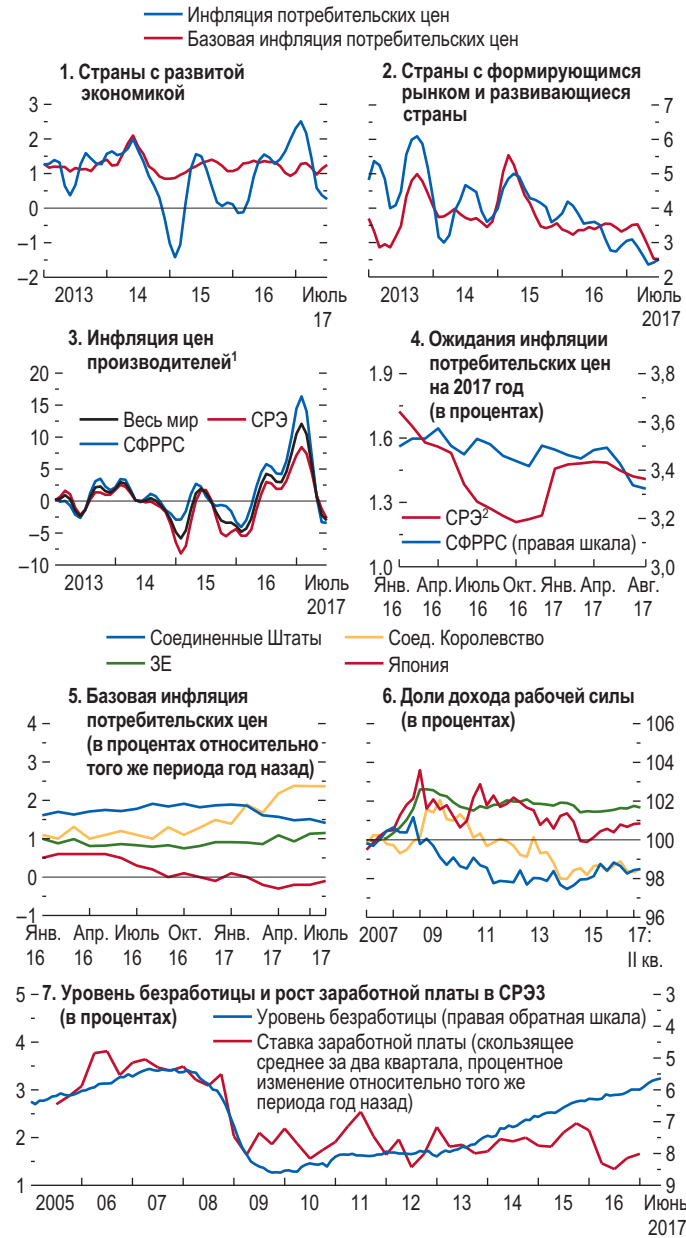 Инфляция потребительских цен
Базовая инфляция потребительских цен
1. Страны с развитой
экономикой
3
2
1
0
–1
–2
2013 14 15 16 Июль
17
2. Страны с формирующимся
рынком и развивающиеся
страны
7
6
5
4
3
2
2013 14 15 16 Июль
2017
3. Инфляция цен
производителей¹
20
15
10
5
0
–5
–10
Весь мир
СРЭ
СФРРС
2013 14 15 16 Июль
2017
4. Ожидания инфляции
потребительских цен
на 2017 год
(в процентах)
1.9
1.6
1.3
1.0
3,8
3,6
3,4
3,2
3,0
СРЭ²
СФРРС (правая шкала)
Янв. Апр. Июль Окт. Янв. Апр. Авг.
16 16 16 16 17 17 17
Соединенные Штаты
Соед. Королевство
ЗЕ
Япония
5. Базовая инфляция
потребительских цен
(в процентах относительно
того же периода год назад)
4
3
2
1
0
–1
Янв. Апр. Июль Окт. Янв. Апр. Июль
16 16 16 16 17 17 17
6. Доли дохода рабочей силы
(в процентах)
106
104
102
100
98
96
2007 09 11 13 15 17:
II кв.
7. Уровень безработицы и рост заработной платы в СРЭ3
(в процентах)
Уровень безработицы (правая обратная шкала)
Ставка заработной платы (скользящее
среднее за два квартала, процентное
изменение относительно того же
периода год назад)
5
4
3
2
1
3
4
5
6
7
8
9
2005 06 07 08 09 10 11 12 13 14 15 16 Июнь
2017